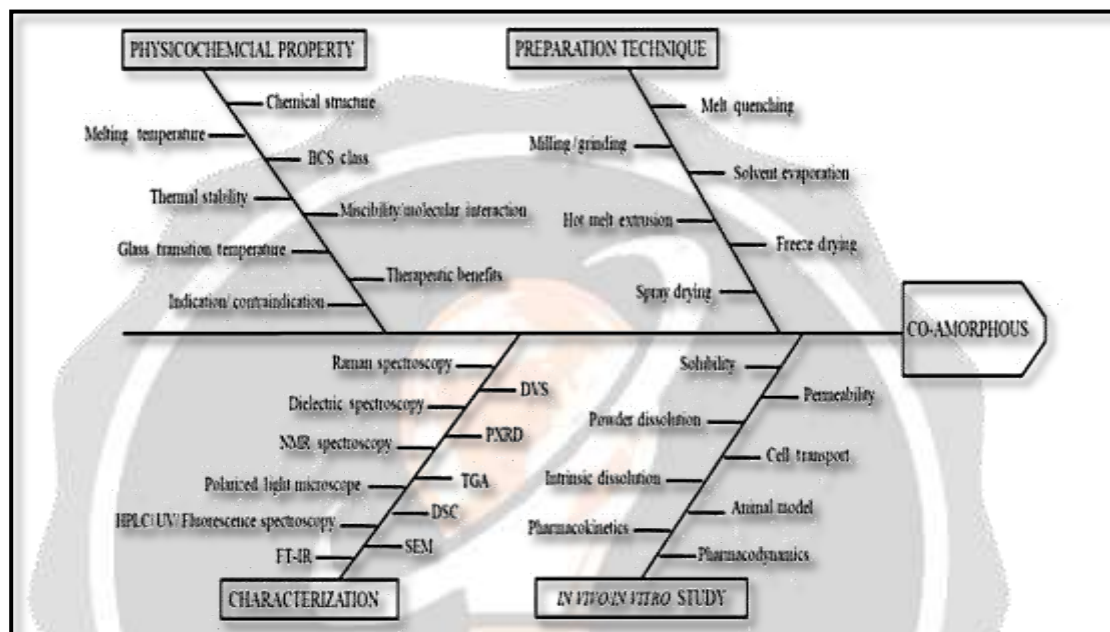 PHYSICOCHEMCIAL PROPERTY
PREPARATION TECHNIQUE
Chemical structure
Melting temperature
BCS class
Thermal stability
Miscibility/molecular interaction
Glass transition temperature
Therapeutic benefits
Indication/ contraindication
Melt quenching
Milling/grinding
Solvent evaporation
Hot melt extrusion
Freeze drying
Spray drying
CO-AMORPHOUS
Raman spectroscopy
DVS
Dielectric spectroscopy
PXRD
NMR spectroscopy
TGA
Polarized light microscope
DSC
HPLC/UV/Fluorescence spectroscopy
SEM
FT-IR
Solubility
Permeability
Powder dissolution
Cell transport
Intrinsic dissolution
Animal model
Pharmacokinetics
Pharmacodynamics
CHARACTERIZATION
IN VIVO/IN VITRO STUDY